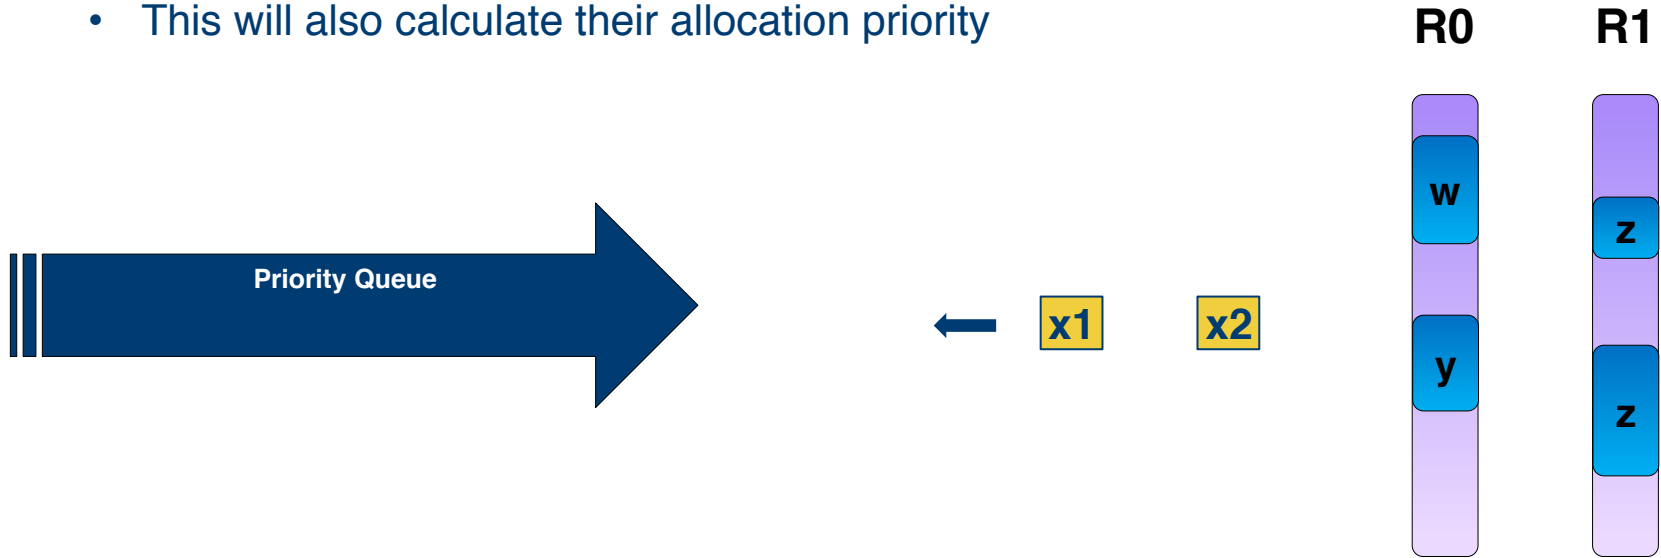 • This will also calculate their allocation priority
R0 R1
w
z
Priority Queue
x1 x2
y
z